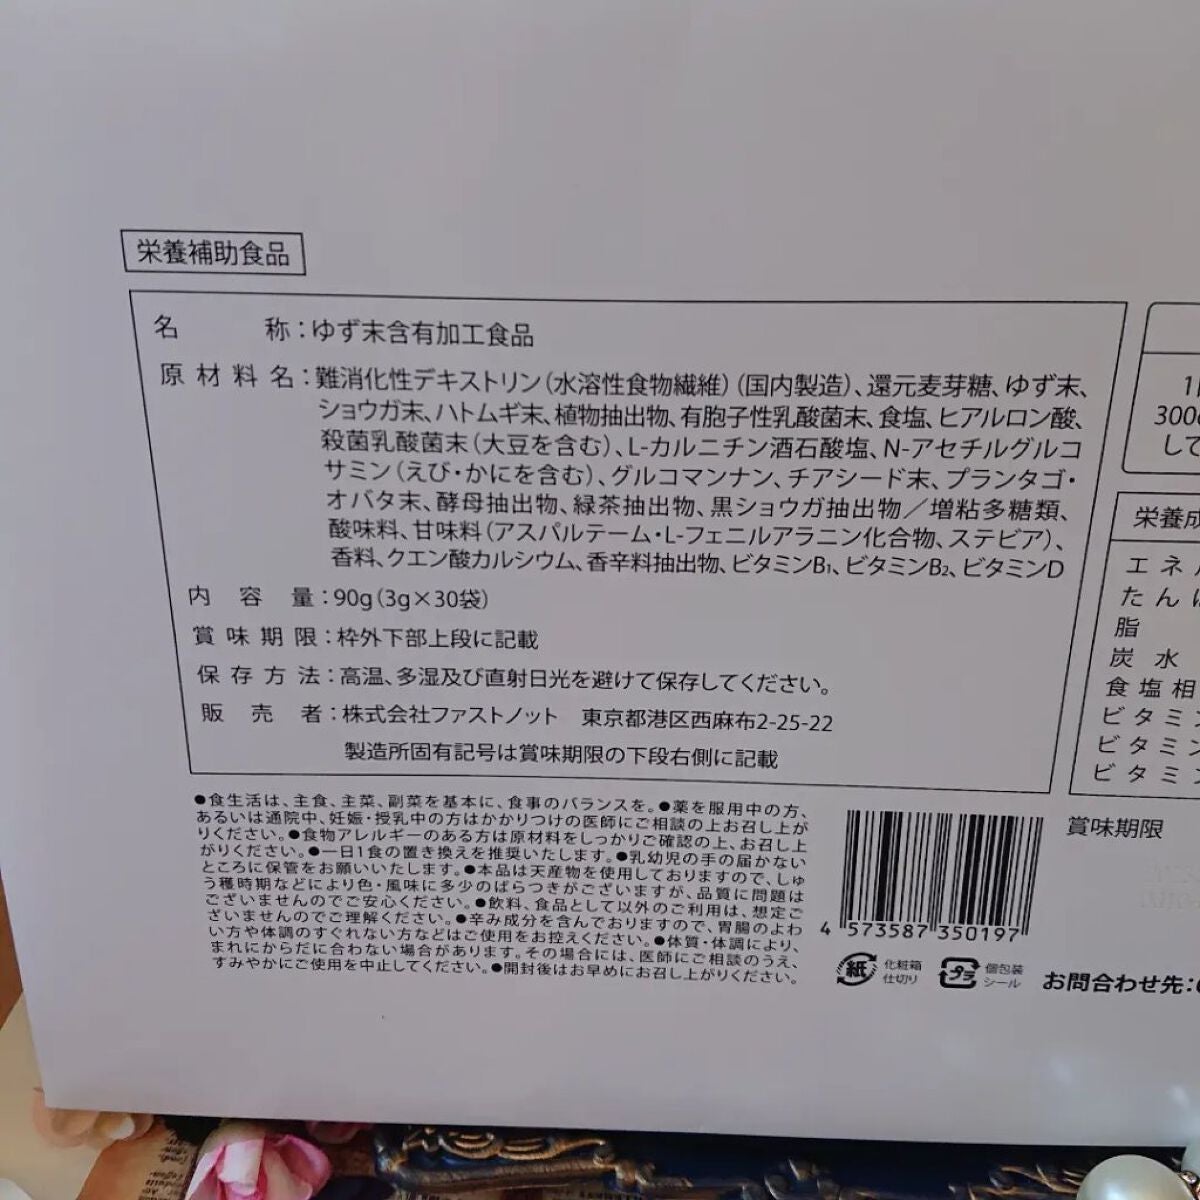 栄養補助食品
名　　　称：ゆず末含有加工食品
原材料名：難消化性デキストリン（水溶性食物繊維）（国内製造）、還元麦芽糖、ゆず末、
ショウガ末、ハトムギ末、植物抽出物、有胞子性乳酸菌末、食塩、ヒアルロン酸、
殺菌乳酸菌末（大豆を含む）、L-カルニチン酒石酸塩、N-アセチルグルコ
サミン（えび・かにを含む）、グルコマンナン、チアシード末、プランタゴ・
オバタ末、酵母抽出物、緑茶抽出物、黒ショウガ抽出物／増粘多糖類、
酸味料、甘味料（アスパルテーム・L-フェニルアラニン化合物、ステビア）、
香料、クエン酸カルシウム、香辛料抽出物、ビタミンB₁、ビタミンB₂、ビタミンD
内容量：90g（3g×30袋）
賞味期限：枠外下部上段に記載
保存方法：高温、多湿及び直射日光を避けて保存してください。
販売者：株式会社ファストノット　東京都港区西麻布2-25-22
製造所固有記号は賞味期限の下段右側に記載
●食生活は、主食、主菜、副菜を基本に、食事のバランスを。●薬を服用中の方、
あるいは通院中、妊娠・授乳中の方はかかりつけの医師にご相談の上お召し上が
りください。●食物アレルギーのある方は原材料をしっかりご確認の上、お召し上
がりください。●一日1食の置き換えを推奨いたします。●乳幼児の手の届かない
ところに保管をお願いいたします。●本品は天産物を使用しておりますので、しゅ
う穫時期などにより色・風味に多少のばらつきがございますが、品質に問題は
ございませんのでご安心ください。●飲料、食品として以外のご利用は、想定ご
ざいませんのでご理解ください。●辛み成分を含んでおりますので、胃腸のよわ
い方や体調のすぐれない方などはご使用をお控えください。●体質・体調により、
まれにからだに合わない場合があります。その場合には、医師にご相談のうえ、
すみやかにご使用を中止してください。●開封後はお早めにお召し上がりください。
4 573587 350197
紙 化粧箱
仕切り
プラ 個包装
シール
お問合わせ先：
賞味期限
300
して
栄養成
エネル
たんぱ
脂
炭水
食塩相
ビタミン
ビタミン
ビタミ